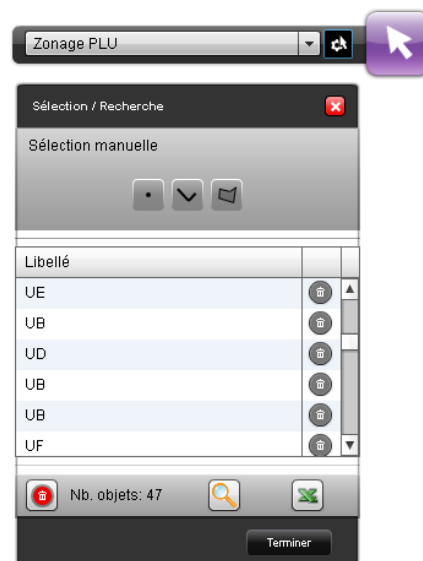 Zonage PLU
Sélection / Recherche
Sélection manuelle
Libellé
UE
UB
UD
UB
UB
UF
Nb. objets: 47
Terminer